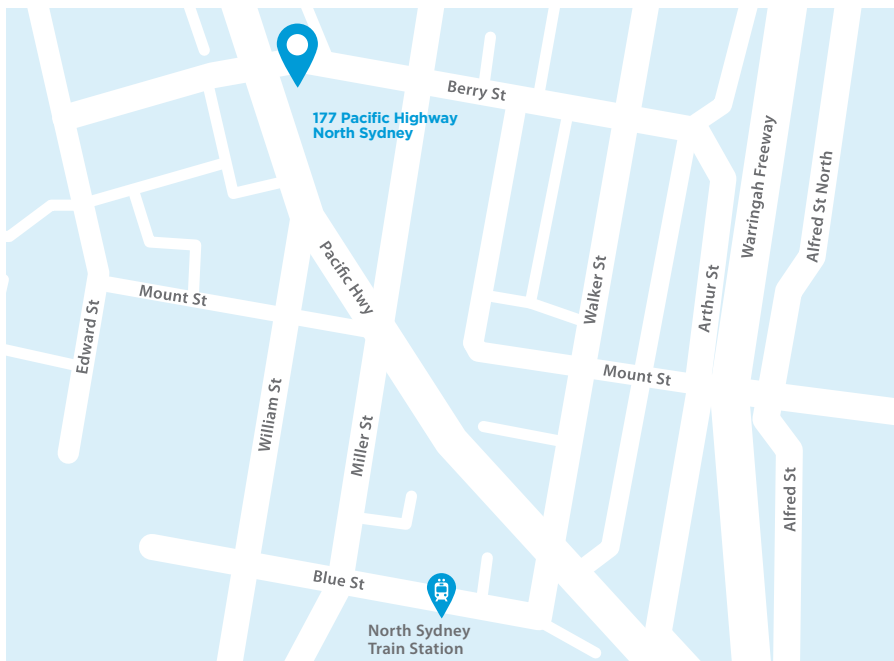 Berry St
177 Pacific Highway
North Sydney
Warringah Freeway
Alfred St North
Pacific Hwy
Walker St
Arthur St
Mount St
Edward St
Mount St
William St
Miller St
Alfred St
Blue St
North Sydney
Train Station